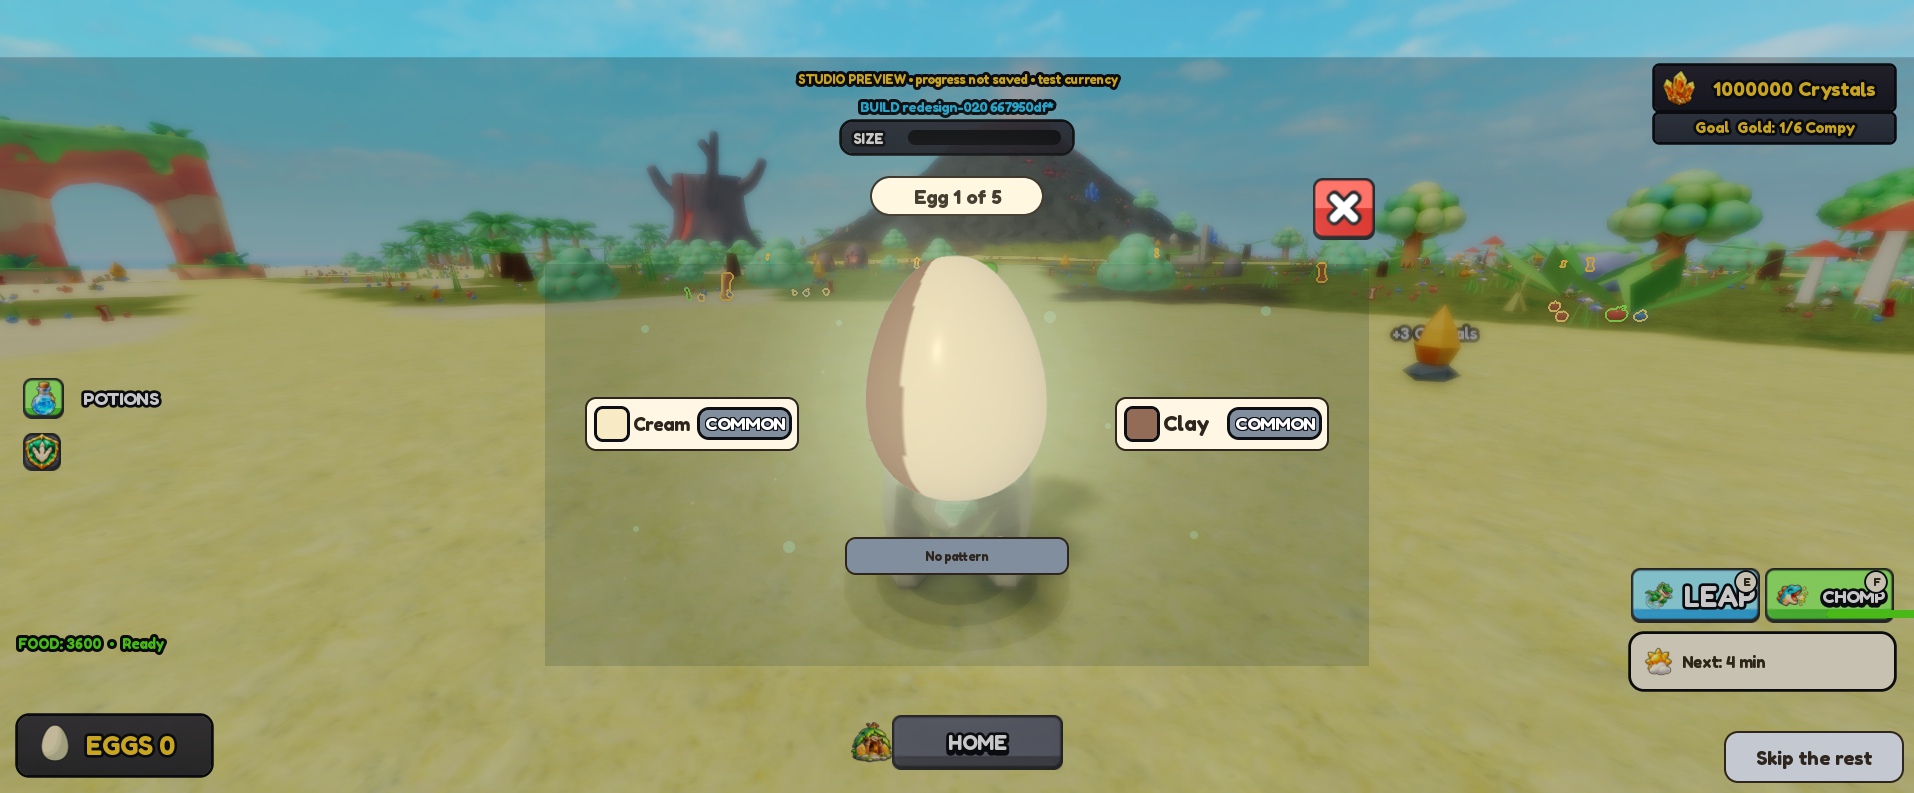 STUDIO PREVIEW • progress not saved • test currency
BUILD redesign-020 667950df*
SIZE
1000000 Crystals
Goal Gold: 1/6 Compy
Egg 1 of 5
Cream COMMON
Clay COMMON
No pattern
POTIONS
LEAP E
CHOMP F
FOOD: 3600 • Ready
Next: 4 min
EGGS 0
HOME
Skip the rest